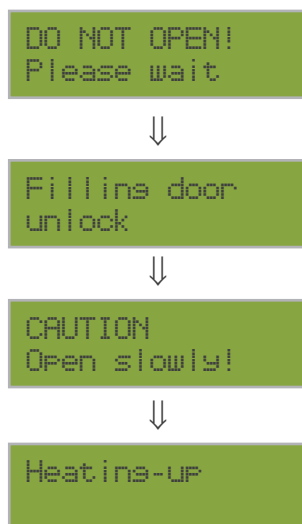 DO NOT OPEN!
Please wait
⇓
Filling door
unlock
⇓
CAUTION
Open slowly!
⇓
Heating-up